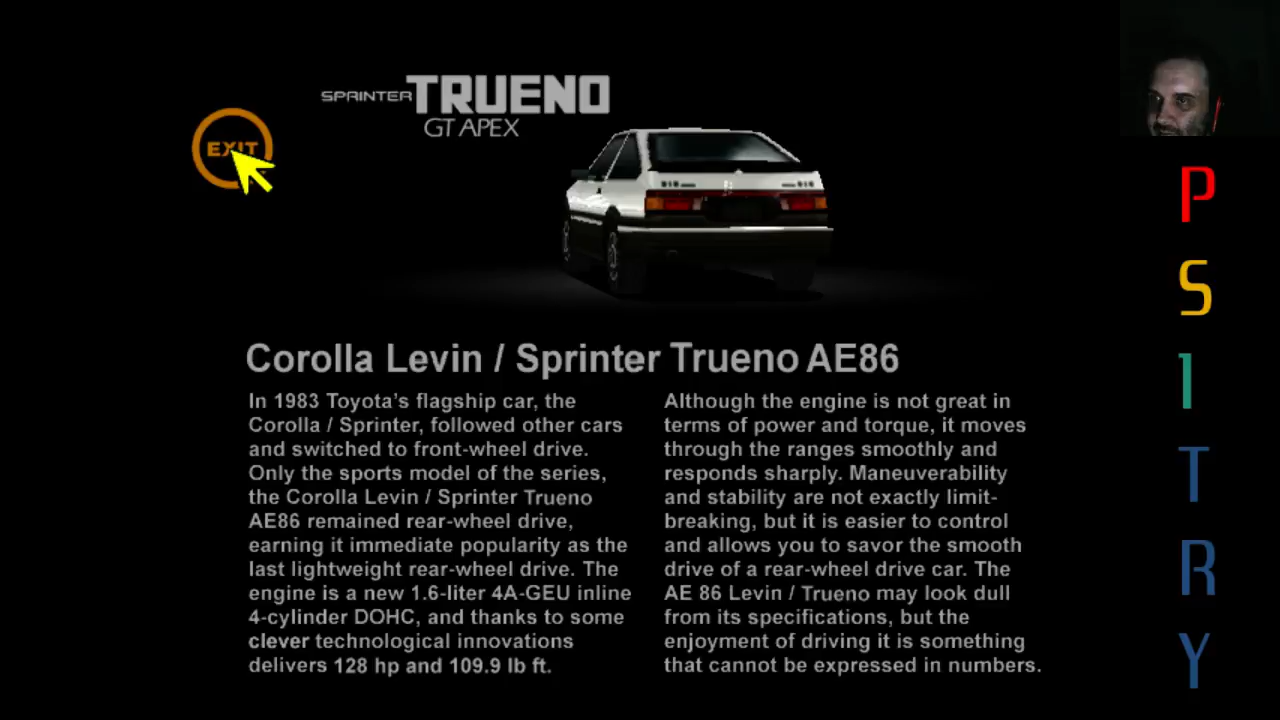 SPRINTER TRUENO
GT APEX
EXIT
Corolla Levin / Sprinter Trueno AE86
In 1983 Toyota's flagship car, the
Corolla / Sprinter, followed other cars
and switched to front-wheel drive.
Only the sports model of the series,
the Corolla Levin / Sprinter Trueno
AE86 remained rear-wheel drive,
earning it immediate popularity as the
last lightweight rear-wheel drive. The
engine is a new 1.6-liter 4A-GEU inline
4-cylinder DOHC, and thanks to some
clever technological innovations
delivers 128 hp and 109.9 lb ft.
Although the engine is not great in
terms of power and torque, it moves
through the ranges smoothly and
responds sharply. Maneuverability
and stability are not exactly limit-
breaking, but it is easier to control
and allows you to savor the smooth
drive of a rear-wheel drive car. The
AE 86 Levin / Trueno may look dull
from its specifications, but the
enjoyment of driving it is something
that cannot be expressed in numbers.
P
S
1
T
R
Y